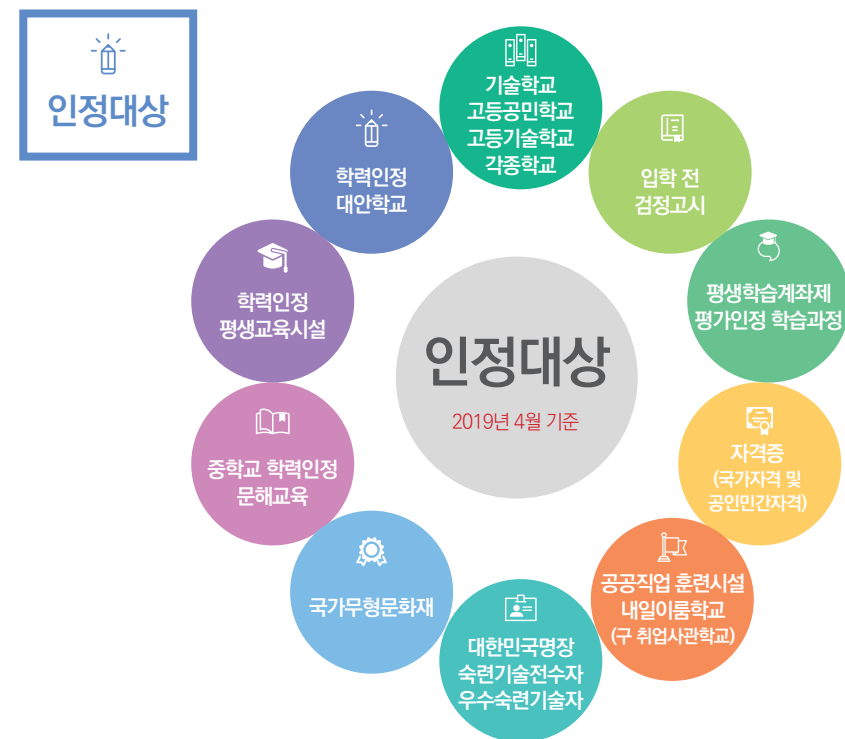 인정대상
기술학교
고등공민학교
고등기술학교
각종학교
입학 전
검정고시
평생학습계좌제
평가인정 학습과정
자격증
(국가자격 및
공인민간자격)
공공직업 훈련시설
내일이룸학교
(구 취업사관학교)
대한민국명장
숙련기술전수자
우수숙련기술자
국가무형문화재
중학교 학력인정
문해교육
학력인정
평생교육시설
학력인정
대안학교
인정대상
2019년 4월 기준